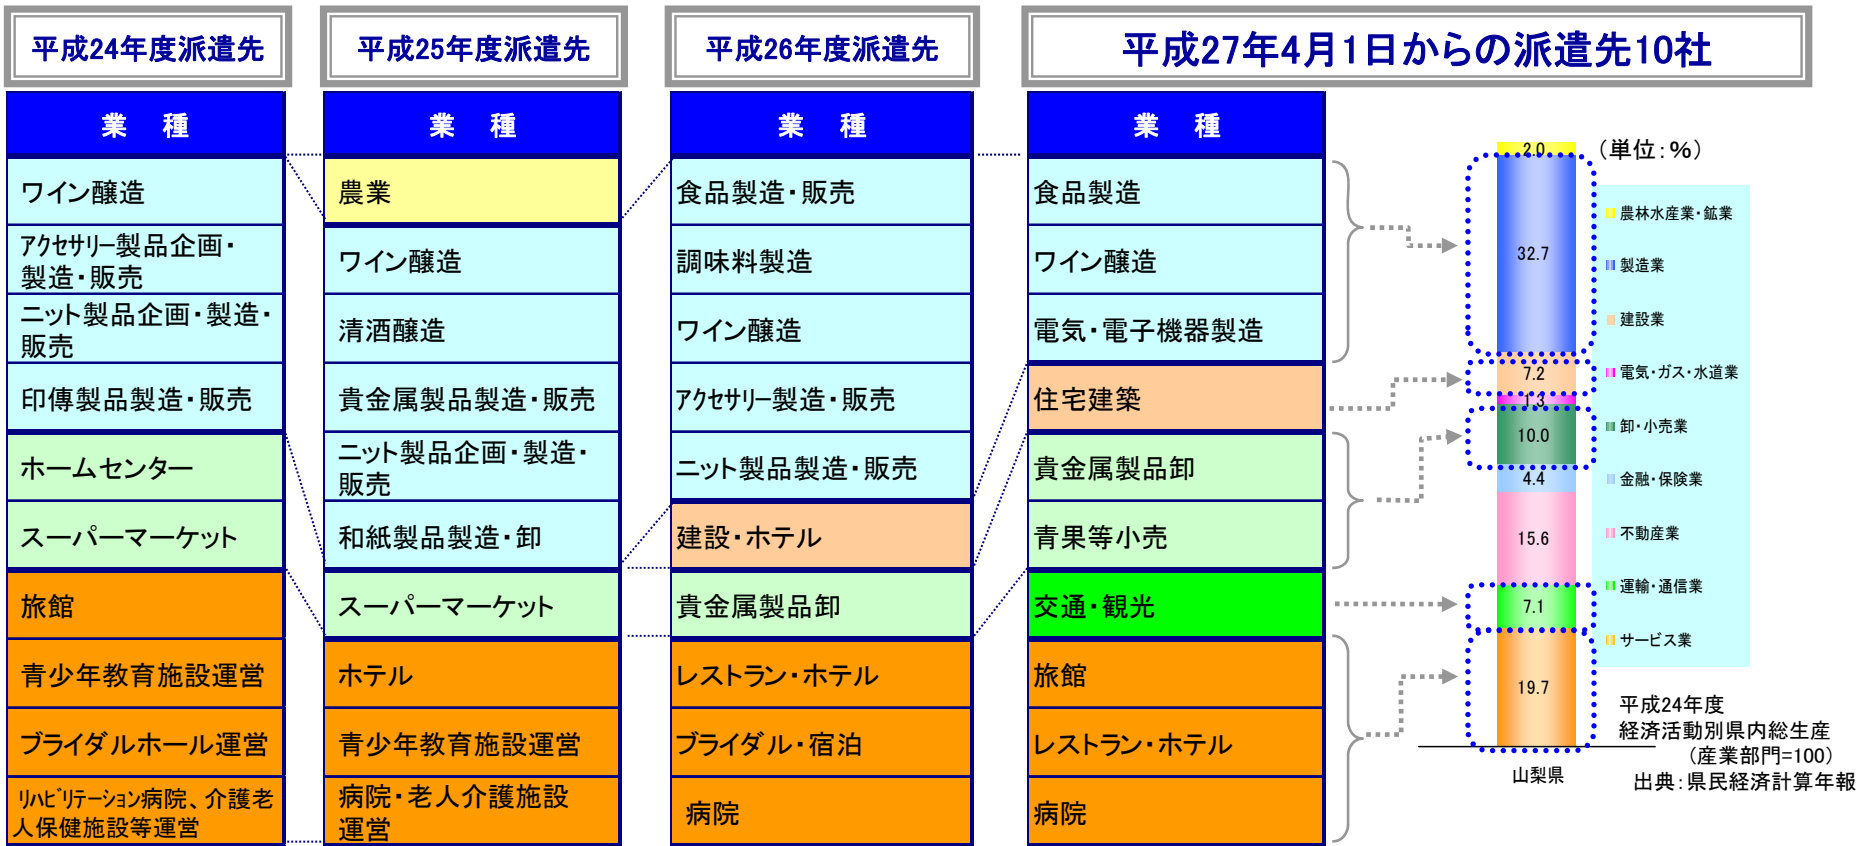 平成24年度派遣先
業　種
ワイン醸造
アクセサリー製品企画・
製造・販売
ニット製品企画・製造・
販売
印傳製品製造・販売
ホームセンター
スーパーマーケット
旅館
青少年教育施設運営
ブライダルホール運営
リハビリテーション病院、介護老
人保健施設等運営
平成25年度派遣先
業　種
農業
ワイン醸造
清酒醸造
貴金属製品製造・販売
ニット製品企画・製造・
販売
和紙製品製造・卸
スーパーマーケット
ホテル
青少年教育施設運営
病院・老人介護施設
運営
平成26年度派遣先
業　種
食品製造・販売
調味料製造
ワイン醸造
アクセサリー製造・販売
ニット製品製造・販売
建設・ホテル
貴金属製品卸
レストラン・ホテル
ブライダル・宿泊
病院
平成27年4月1日からの派遣先10社
業　種
食品製造
ワイン醸造
電気・電子機器製造
住宅建築
貴金属製品卸
青果等小売
交通・観光
旅館
レストラン・ホテル
病院
(単位：%)
2.0
32.7
7.2
1.3
10.0
4.4
15.6
7.1
19.7
山梨県
農林水産業・鉱業
製造業
建設業
電気・ガス・水道業
卸・小売業
金融・保険業
不動産業
運輸・通信業
サービス業
平成24年度
経済活動別県内総生産
(産業部門=100)
出典：県民経済計算年報